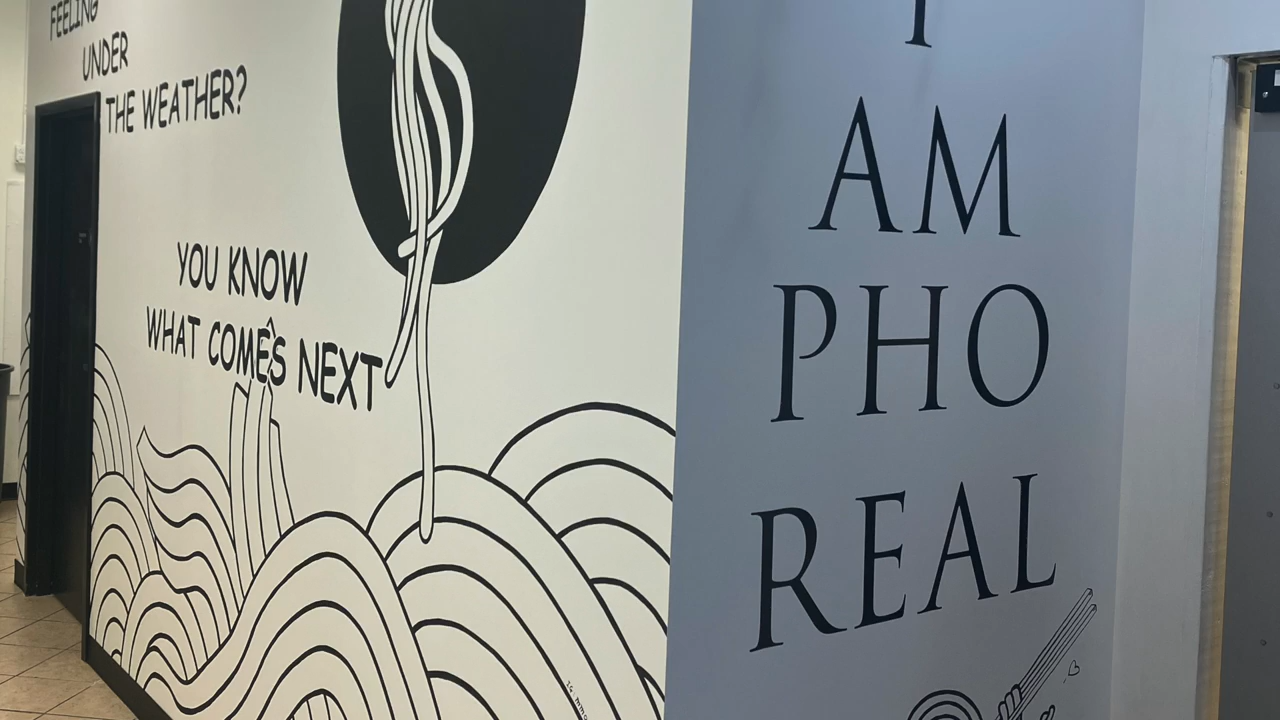 FEELING
UNDER
THE WEATHER?
YOU KNOW
WHAT COMES NEXT
I
AM
PHO
REAL